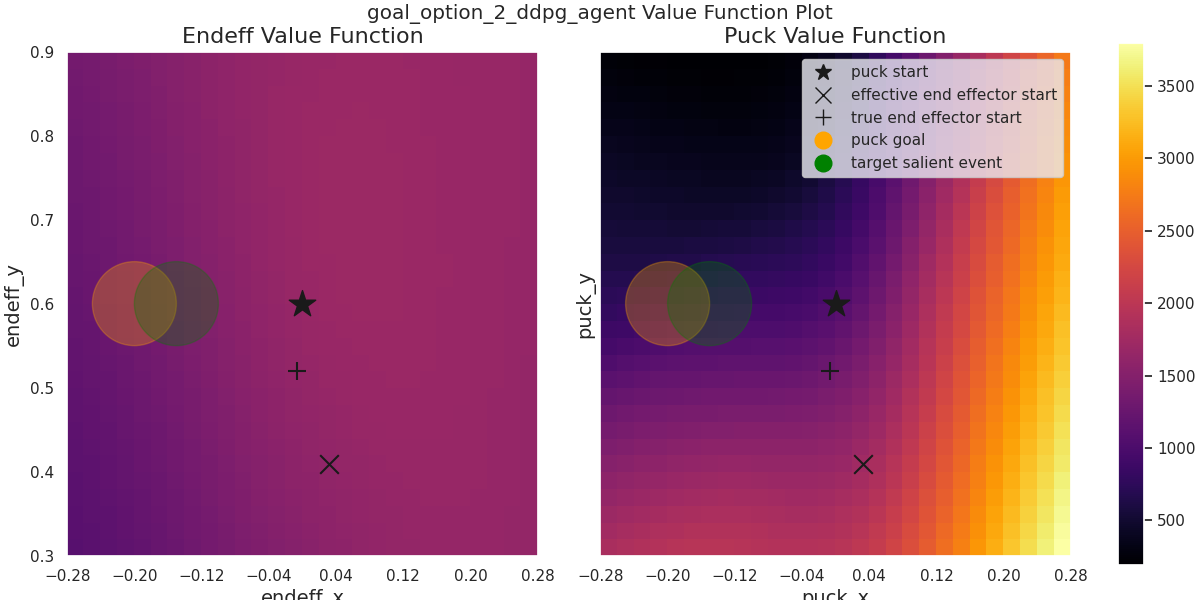 goal_option_2_ddpg_agent Value Function Plot
Endeff Value Function
0.9
0.8
0.7
0.6
0.5
0.4
0.3
endeff_y
−0.28 −0.20 −0.12 −0.04 0.04 0.12 0.20 0.28
endeff_x
Puck Value Function
puck start
effective end effector start
true end effector start
puck goal
target salient event
puck_y
−0.28 −0.20 −0.12 −0.04 0.04 0.12 0.20 0.28
puck_x
3500
3000
2500
2000
1500
1000
500